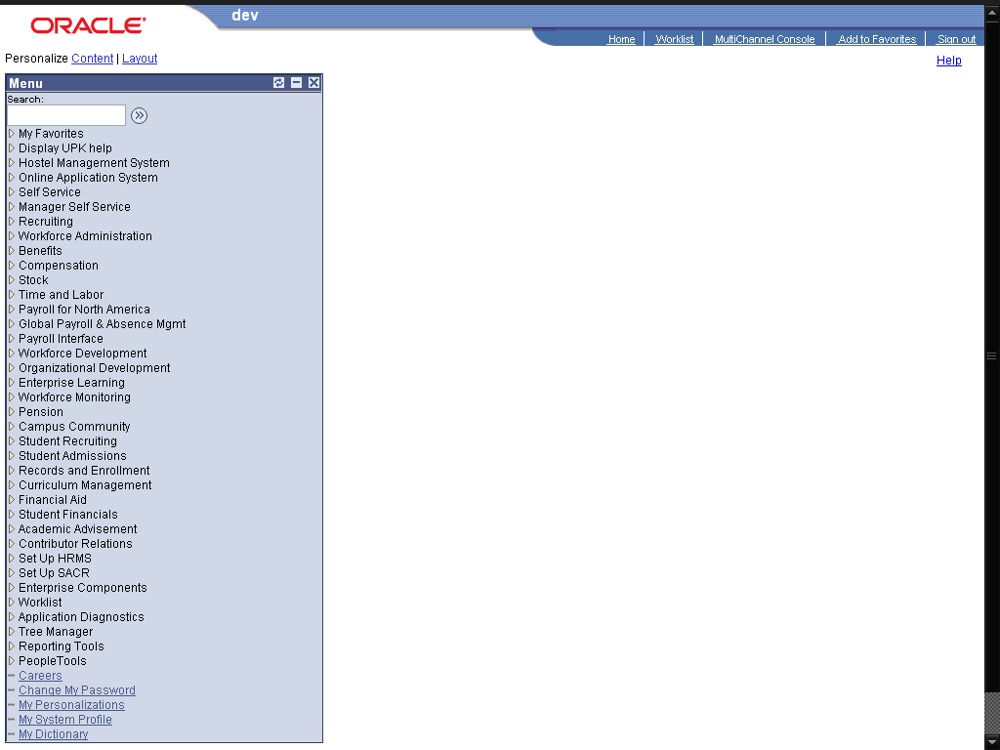 ORACLE®
dev
Home Worklist MultiChannel Console Add to Favorites Sign out
Personalize Content | Layout
Help
Menu
Search:
My Favorites
Display UPK help
Hostel Management System
Online Application System
Self Service
Manager Self Service
Recruiting
Workforce Administration
Benefits
Compensation
Stock
Time and Labor
Payroll for North America
Global Payroll & Absence Mgmt
Payroll Interface
Workforce Development
Organizational Development
Enterprise Learning
Workforce Monitoring
Pension
Campus Community
Student Recruiting
Student Admissions
Records and Enrollment
Curriculum Management
Financial Aid
Student Financials
Academic Advisement
Contributor Relations
Set Up HRMS
Set Up SACR
Enterprise Components
Worklist
Application Diagnostics
Tree Manager
Reporting Tools
PeopleTools
Careers
Change My Password
My Personalizations
My System Profile
My Dictionary